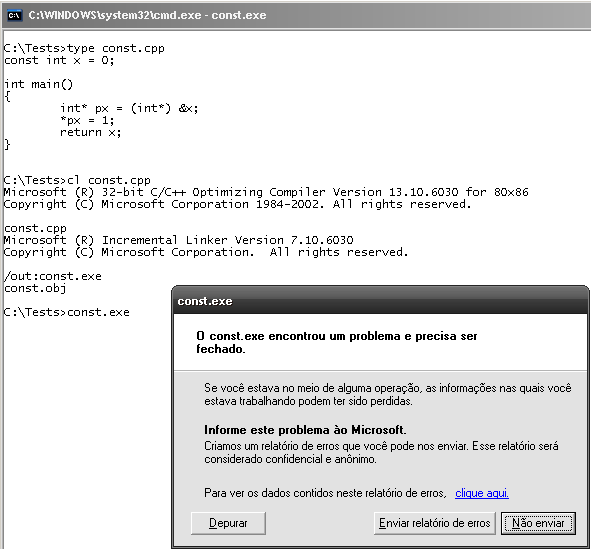 C:\WINDOWS\system32\cmd.exe - const.exe
C:\Tests>type const.cpp
const int x = 0;
int main()
{
int* px = (int*) &x;
*px = 1;
return x;
}
C:\Tests>cl const.cpp
Microsoft (R) 32-bit C/C++ Optimizing Compiler Version 13.10.6030 for 80x86
Copyright (C) Microsoft Corporation 1984-2002. All rights reserved.
const.cpp
Microsoft (R) Incremental Linker Version 7.10.6030
Copyright (C) Microsoft Corporation.  All rights reserved.
/out:const.exe
const.obj
C:\Tests>const.exe
const.exe
O const.exe encontrou um problema e precisa ser
fechado.
Se você estava no meio de alguma operação, as informações nas quais você
estava trabalhando podem ter sido perdidas.
Informe este problema ào Microsoft.
Criamos um relatório de erros que você pode nos enviar. Esse relatório será
considerado confidencial e anônimo.
Para ver os dados contidos neste relatório de erros, clique aqui.
Depurar
Enviar relatório de erros
Não enviar